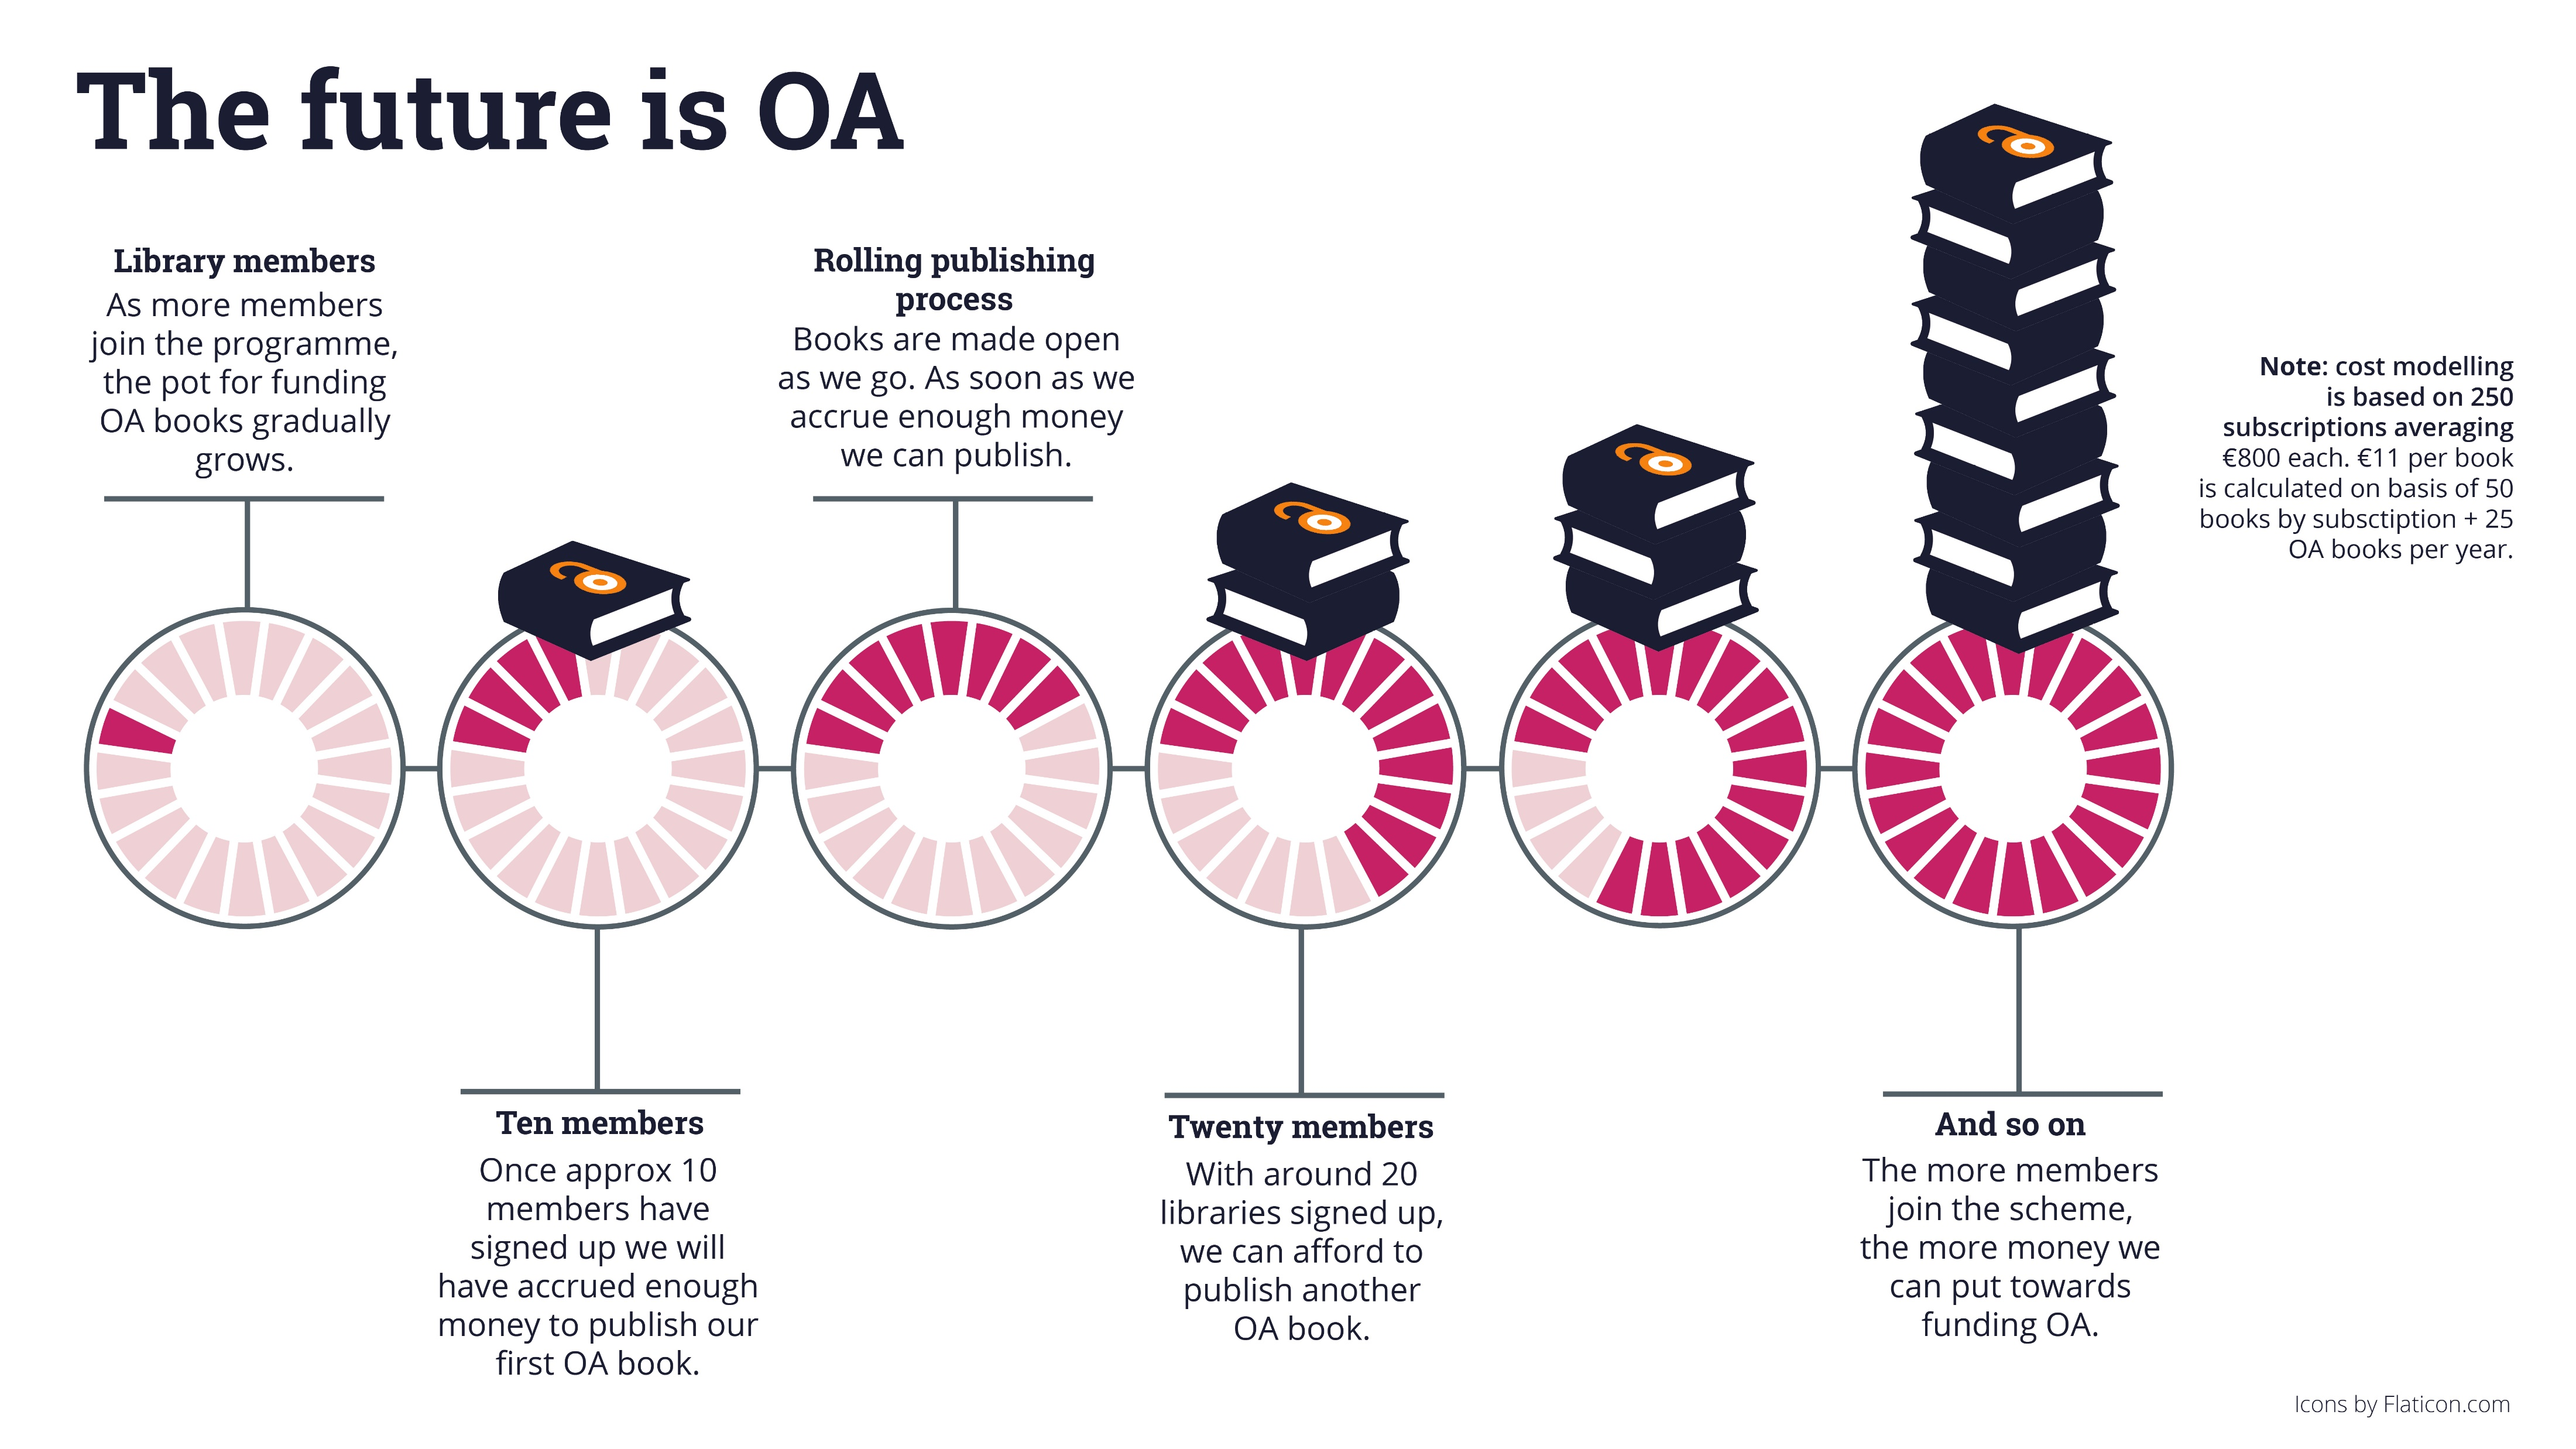 The future is OA
Library members
As more members
join the programme,
the pot for funding
OA books gradually
grows.
Rolling publishing
process
Books are made open
as we go. As soon as we
accrue enough money
we can publish.
Note: cost modelling
is based on 250
subscriptions averaging
€800 each. €11 per book
is calculated on basis of 50
books by subsctiption + 25
OA books per year.
Ten members
Once approx 10
members have
signed up we will
have accrued enough
money to publish our
first OA book.
Twenty members
With around 20
libraries signed up,
we can afford to
publish another
OA book.
And so on
The more members
join the scheme,
the more money we
can put towards
funding OA.
Icons by Flaticon.com